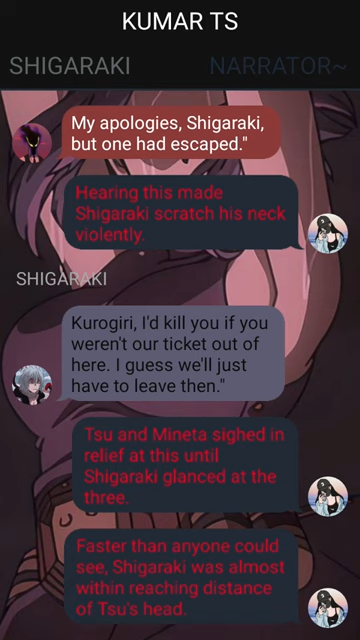 KUMAR TS
SHIGARAKI NARRATOR~
My apologies, Shigaraki,
but one had escaped."
Hearing this made
Shigaraki scratch his neck
violently.
SHIGARAKI
Kurogiri, I'd kill you if you
weren't our ticket out of
here. I guess we'll just
have to leave then."
Tsu and Mineta sighed in
relief at this until
Shigaraki glanced at the
three.
Faster than anyone could
see, Shigaraki was almost
within reaching distance
of Tsu's head.